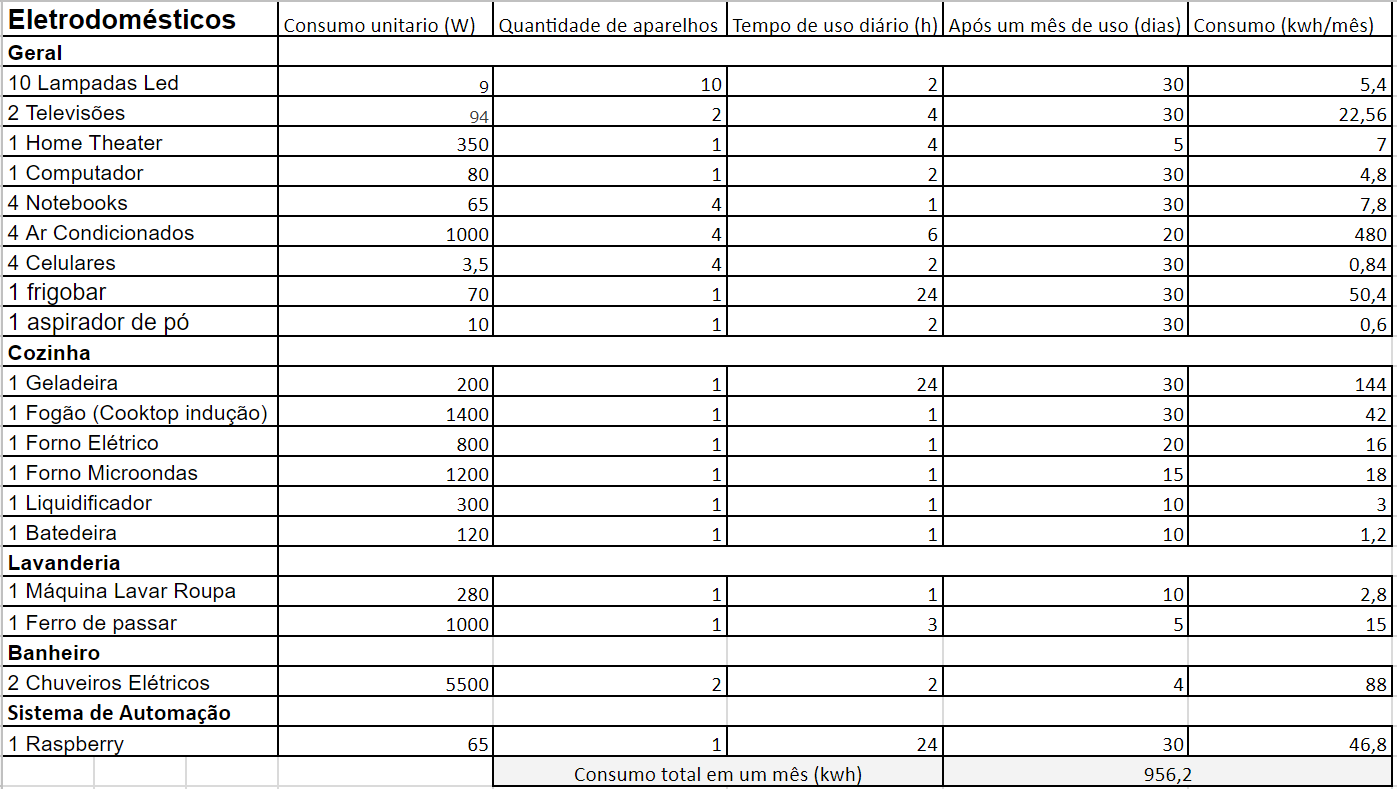 Eletrodomésticos Consumo unitario (W) Quantidade de aparelhos Tempo de uso diário (h) Após um mês de uso (dias) Consumo (kwh/mês)
Geral
10 Lampadas Led 9 10 2 30 5,4
2 Televisões 94 2 4 30 22,56
1 Home Theater 350 1 4 5 7
1 Computador 80 1 2 30 4,8
4 Notebooks 65 4 1 30 7,8
4 Ar Condicionados 1000 4 6 20 480
4 Celulares 3,5 4 2 30 0,84
1 frigobar 70 1 24 30 50,4
1 aspirador de pó 10 1 2 30 0,6
Cozinha
1 Geladeira 200 1 24 30 144
1 Fogão (Cooktop indução) 1400 1 1 30 42
1 Forno Elétrico 800 1 1 20 16
1 Forno Microondas 1200 1 1 15 18
1 Liquidificador 300 1 1 10 3
1 Batedeira 120 1 1 10 1,2
Lavanderia
1 Máquina Lavar Roupa 280 1 1 10 2,8
1 Ferro de passar 1000 1 3 5 15
Banheiro
2 Chuveiros Elétricos 5500 2 2 4 88
Sistema de Automação
1 Raspberry 65 1 24 30 46,8
Consumo total em um mês (kwh) 956,2